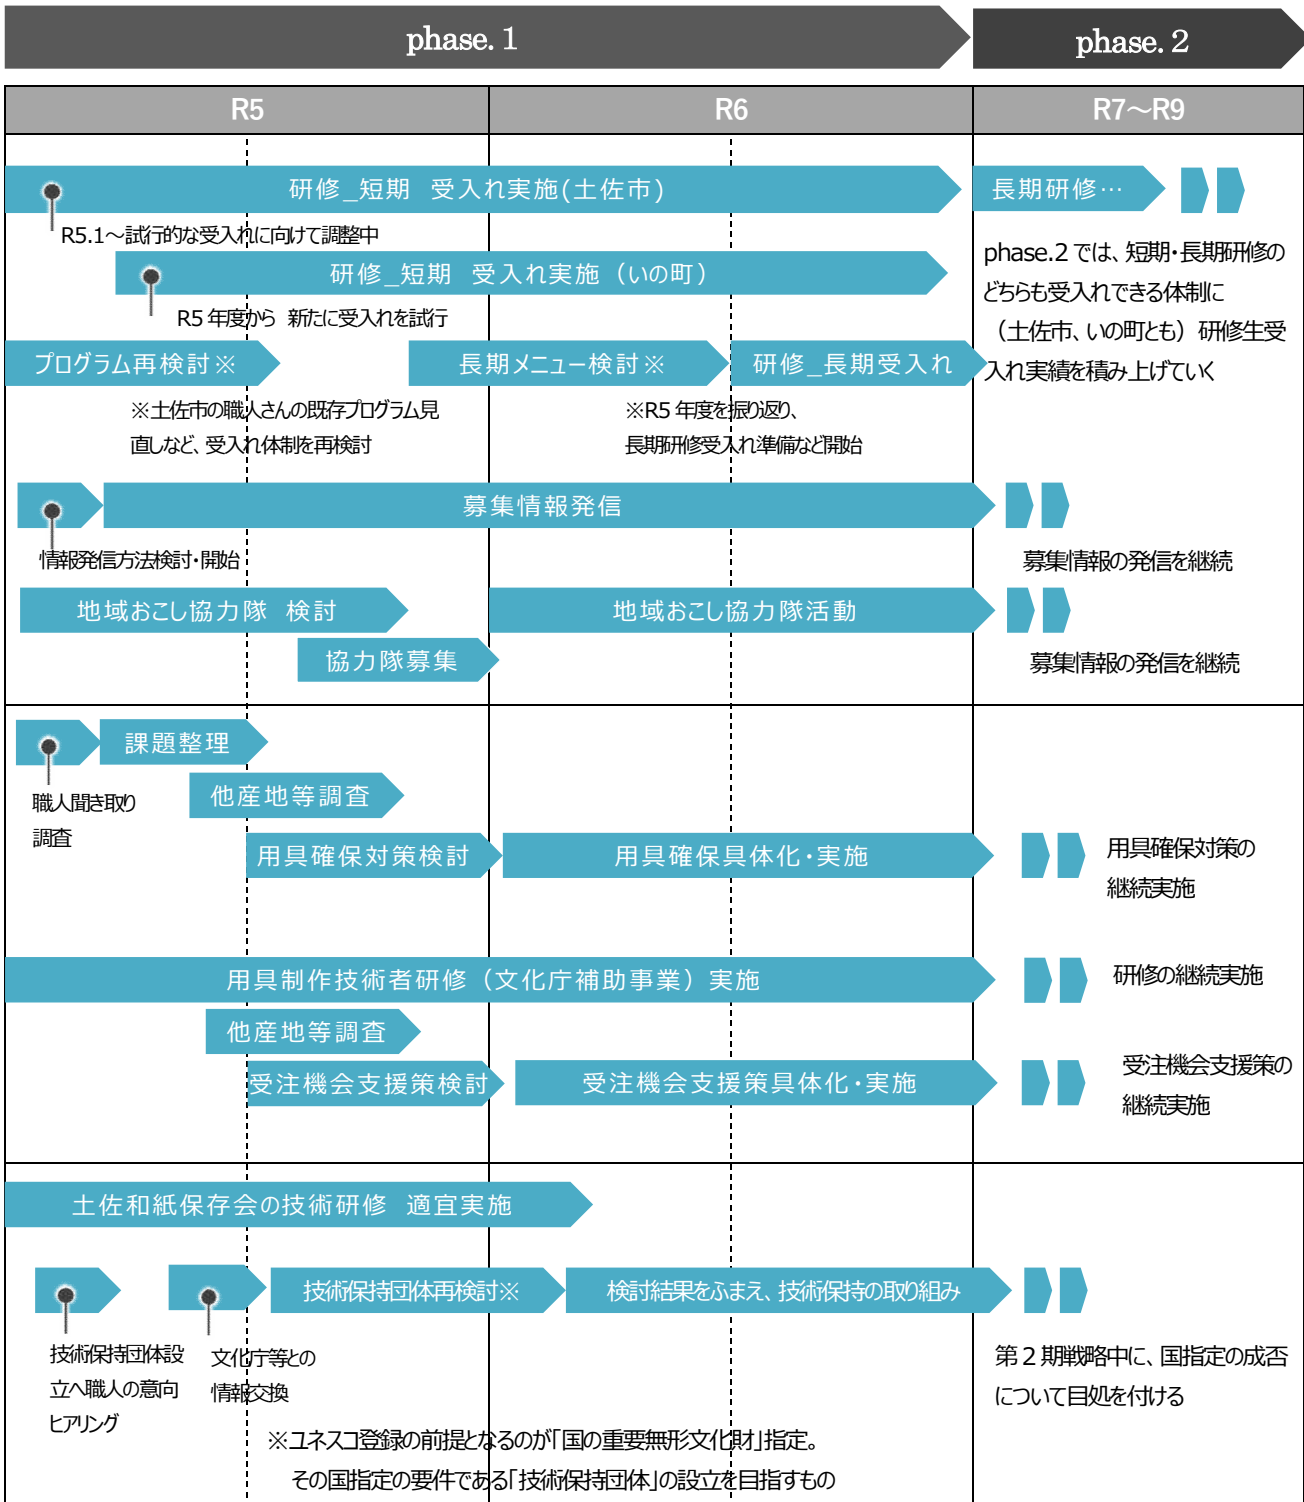 phase. 1
phase. 2
R5
R6
R7～R9
研修_短期　受入れ実施(土佐市)
長期研修…
R5.1～試行的な受入れに向けて調整中
研修_短期　受入れ実施（いの町）
R5 年度から　新たに受入れを試行
phase.2 では、短期・長期研修の
どちらも受入れできる体制に
（土佐市、いの町とも）研修生受
入れ実績を積み上げていく
プログラム再検討※
長期メニュー検討※
研修_長期受入れ
※土佐市の職人さんの既存プログラム見
直しなど、受入れ体制を再検討
※R5 年度を振り返り、
長期研修受入れ準備など開始
募集情報発信
情報発信方法検討・開始
募集情報の発信を継続
地域おこし協力隊　検討
地域おこし協力隊活動
協力隊募集
募集情報の発信を継続
課題整理
職人聞き取り
調査
他産地等調査
用具確保対策検討
用具確保具体化・実施
用具確保対策の
継続実施
用具制作技術者研修（文化庁補助事業）実施
研修の継続実施
他産地等調査
受注機会支援策検討
受注機会支援策具体化・実施
受注機会支援策の
継続実施
土佐和紙保存会の技術研修　適宜実施
技術保持団体再検討※
検討結果をふまえ、技術保持の取り組み
技術保持団体設
立へ職人の意向
ヒアリング
文化庁等との
情報交換
第 2 期戦略中に、国指定の成否
について目処を付ける
※ユネスコ登録の前提となるのが「国の重要無形文化財」指定。
その国指定の要件である「技術保持団体」の設立を目指すもの